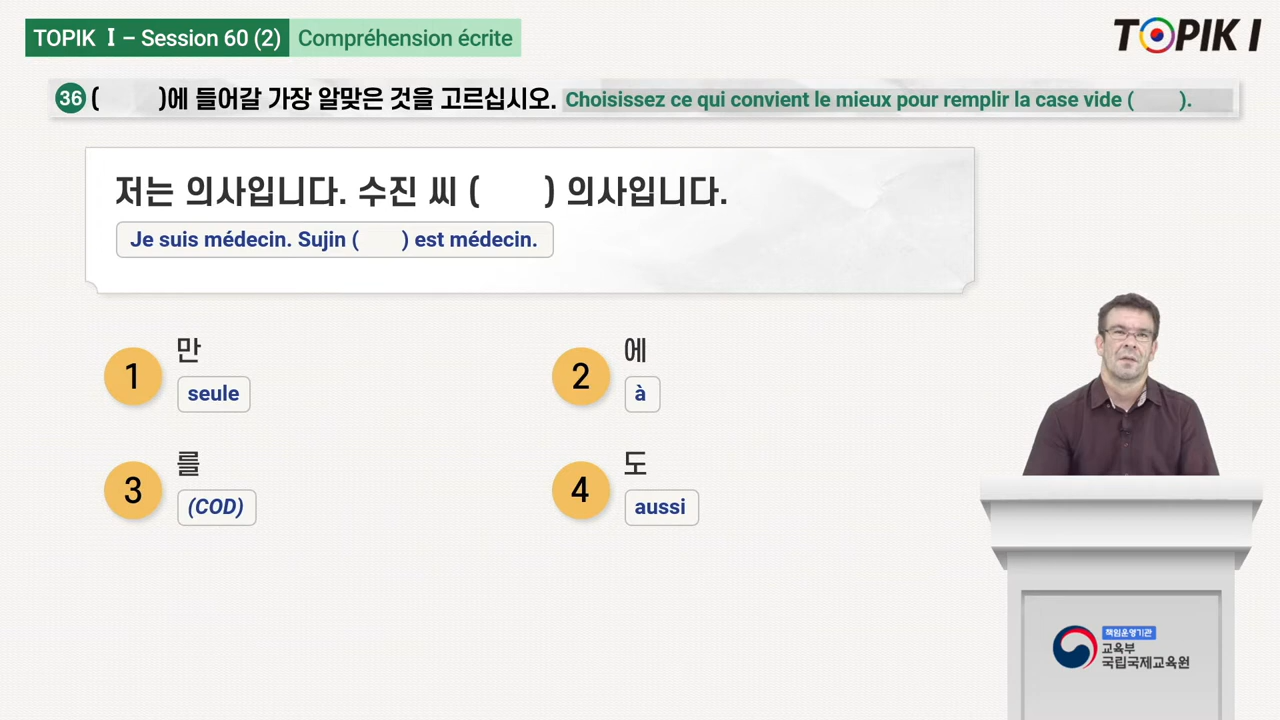 TOPIK Ⅰ – Session 60 (2) Compréhension écrite
TOPIK I
36 ( )에 들어갈 가장 알맞은 것을 고르십시오. Choisissez ce qui convient le mieux pour remplir la case vide ( ).
저는 의사입니다. 수진 씨 ( ) 의사입니다.
Je suis médecin. Sujin ( ) est médecin.
1 만
seule
2 에
à
3 를
(COD)
4 도
aussi
책임운영기관
교육부
국립국제교육원